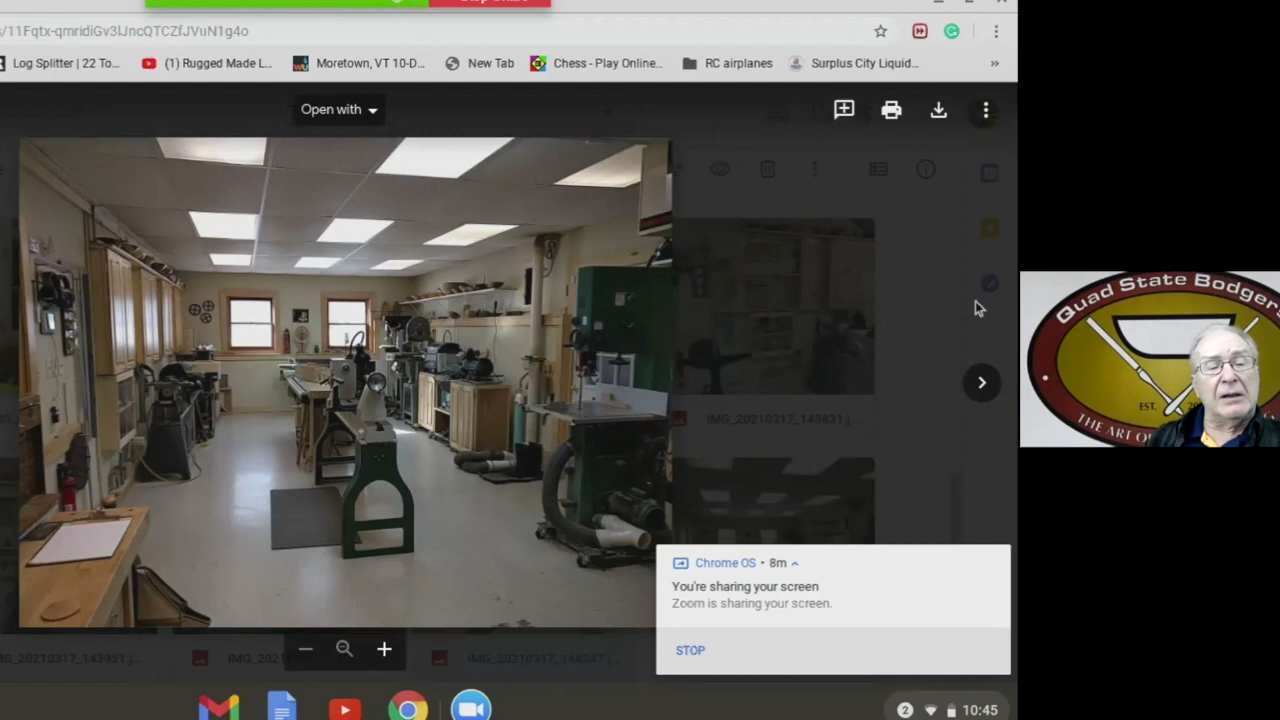 s/11Fqtx-qmridiGv3lJncQTCZfJVuN1g4o
Log Splitter | 22 To...
(1) Rugged Made L...
Moretown, VT 10-D...
New Tab
Chess - Play Online...
RC airplanes
Surplus City Liquid...
»
Open with
IMG_20210317_143831.j...
Quad State Bodgers
EST.
THE ART OF
Chrome OS • 8m
You're sharing your screen
Zoom is sharing your screen.
STOP
G_20210317_143951.j...
2
10:45